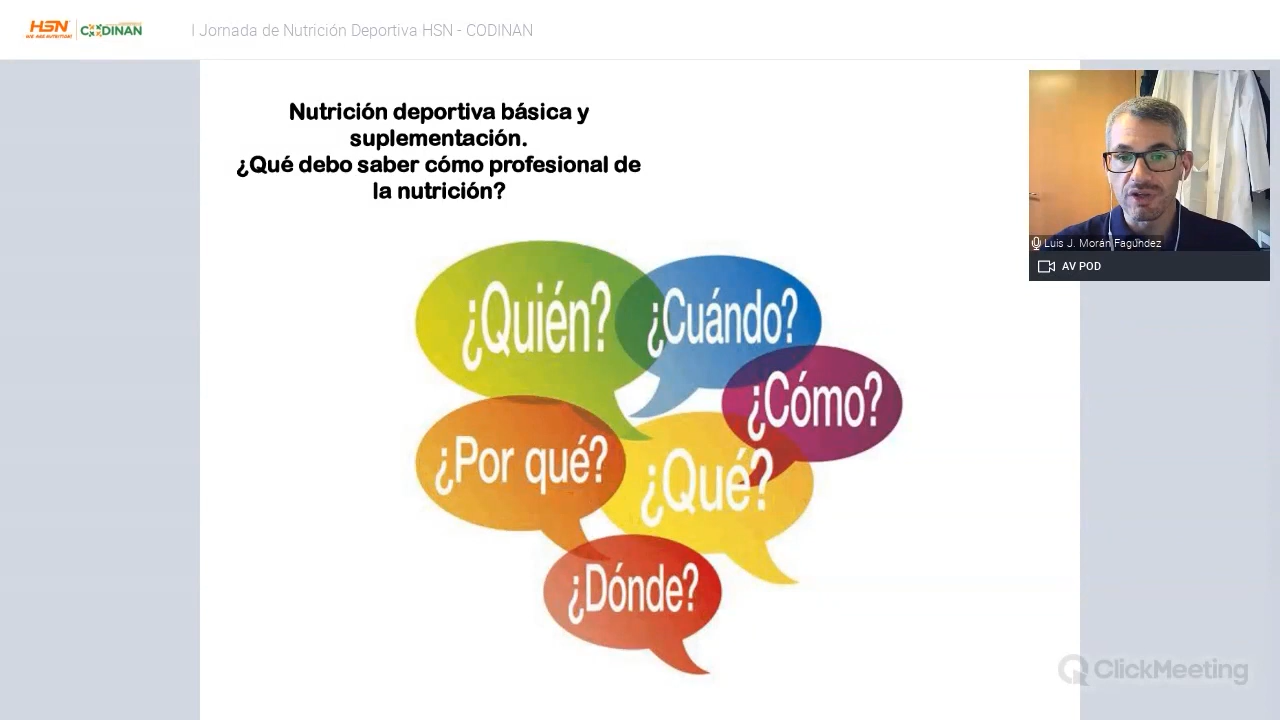 HSN
CODINAN
I Jornada de Nutrición Deportiva HSN - CODINAN
Nutrición deportiva básica y
suplementación.
¿Qué debo saber cómo profesional de
la nutrición?
¿Quién?
¿Cuándo?
¿Cómo?
¿Por qué?
¿Qué?
¿Dónde?
Luis J. Morán Fagúndez
AV POD
ClickMeeting